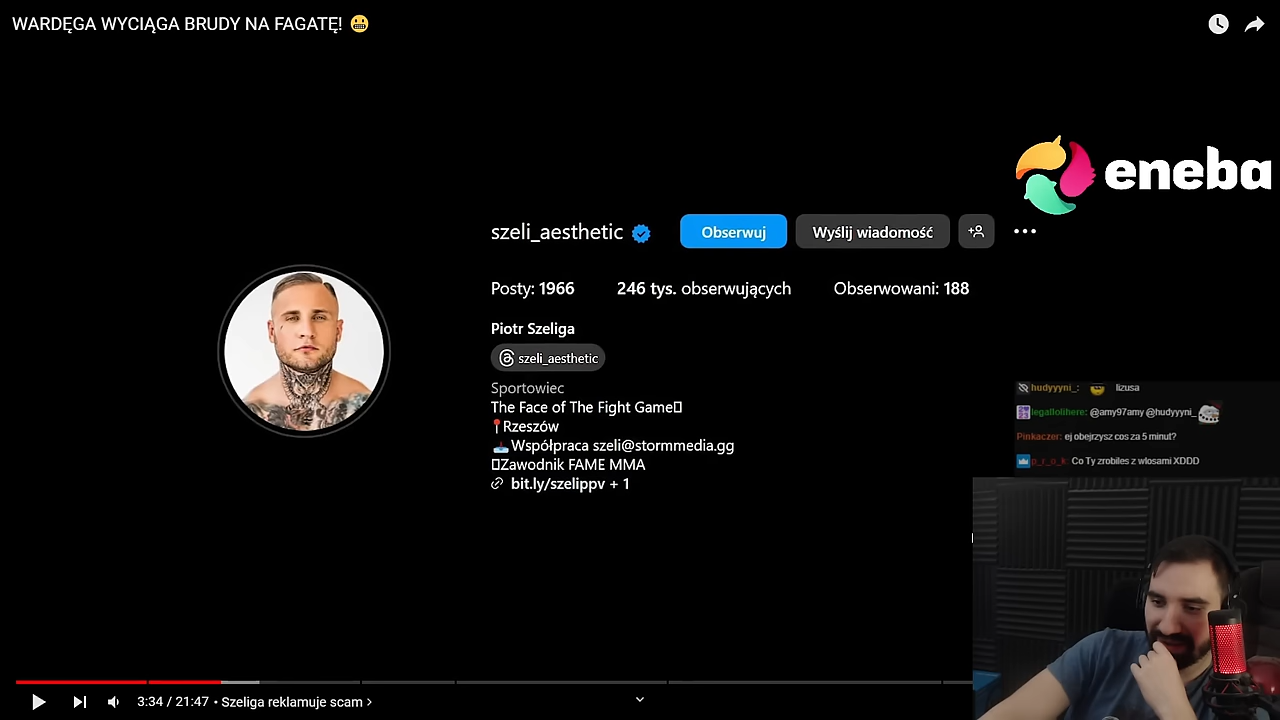 WARDĘGA WYCIĄGA BRUDY NA FAGATĘ! 😬
eneba
szeli_aesthetic
Obserwuj
Wyślij wiadomość
Posty: 1966
246 tys. obserwujących
Obserwowani: 188
Piotr Szeliga
szeli_aesthetic
Sportowiec
The Face of The Fight Game
📍Rzeszów
Współpraca szeli@stormmedia.gg
Zawodnik FAME MMA
bit.ly/szelippv + 1
hudyyyni_: lizusa
legallolihere: @amy97amy @hudyyyni_
Pinkaczer: ej obejrzysz cos za 5 minut?
p_r_o_k: Co Ty zrobiles z wlosami XDDD
3:34 / 21:47 • Szeliga reklamuje scam ›